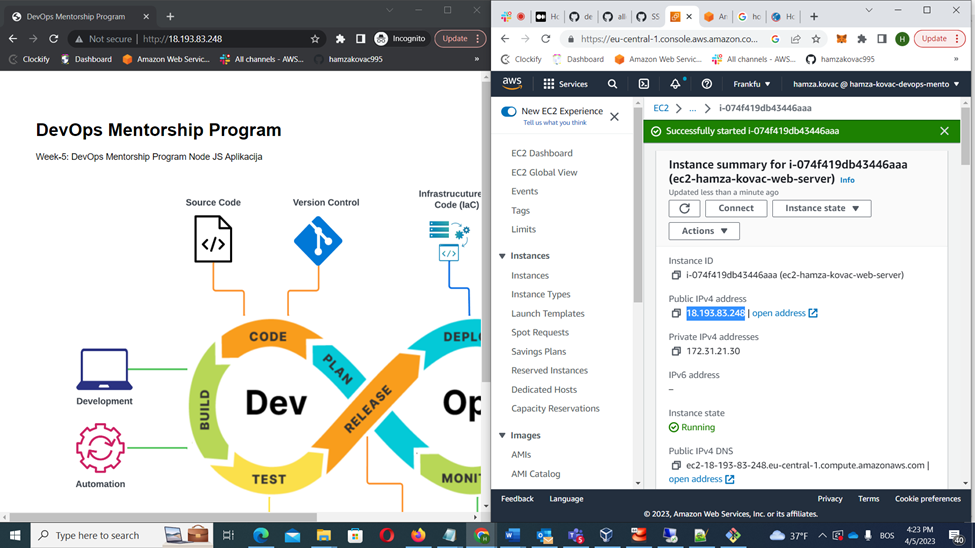 DevOps Mentorship Program
Not secure | http://18.193.83.248
Incognito
Update
Clockify
Dashboard
Amazon Web Servic...
All channels - AWS...
hamzakovac995
»
DevOps Mentorship Program
Week-5: DevOps Mentorship Program Node JS Aplikacija
Source Code
Version Control
Infrastrucuture
Code (IaC)
</>
</>
CODE
PLAN
DEPL
BUILD
Dev
RELEASE
Op
TEST
MONIT
Development
Automation
Ho
de
all
SS
An
ho
Ho
https://eu-central-1.console.aws.amazon.co...
H
Update
Clockify
Dashboard
Amazon Web Servic...
All channels - AWS...
hamzakovac995
»
aws
Services
Frankfu
hamza.kovac @ hamza-kovac-devops-mento
New EC2 Experience
Tell us what you think
EC2 Dashboard
EC2 Global View
Events
Tags
Limits
Instances
Instances
Instance Types
Launch Templates
Spot Requests
Savings Plans
Reserved Instances
Dedicated Hosts
Capacity Reservations
Images
AMIs
AMI Catalog
EC2 > ... > i-074f419db43446aaa
Successfully started i-074f419db43446aaa
Instance summary for i-074f419db43446aaa
(ec2-hamza-kovac-web-server) Info
Updated less than a minute ago
Connect
Instance state
Actions
Instance ID
i-074f419db43446aaa (ec2-hamza-kovac-web-server)
Public IPv4 address
18.193.83.248 | open address
Private IPv4 addresses
172.31.21.30
IPv6 address
–
Instance state
Running
Public IPv4 DNS
ec2-18-193-83-248.eu-central-1.compute.amazonaws.com |
open address
Feedback
Language
Privacy
Terms
Cookie preferences
© 2023, Amazon Web Services, Inc. or its affiliates.
Type here to search
37°F
BOS
4:23 PM
4/5/2023
40